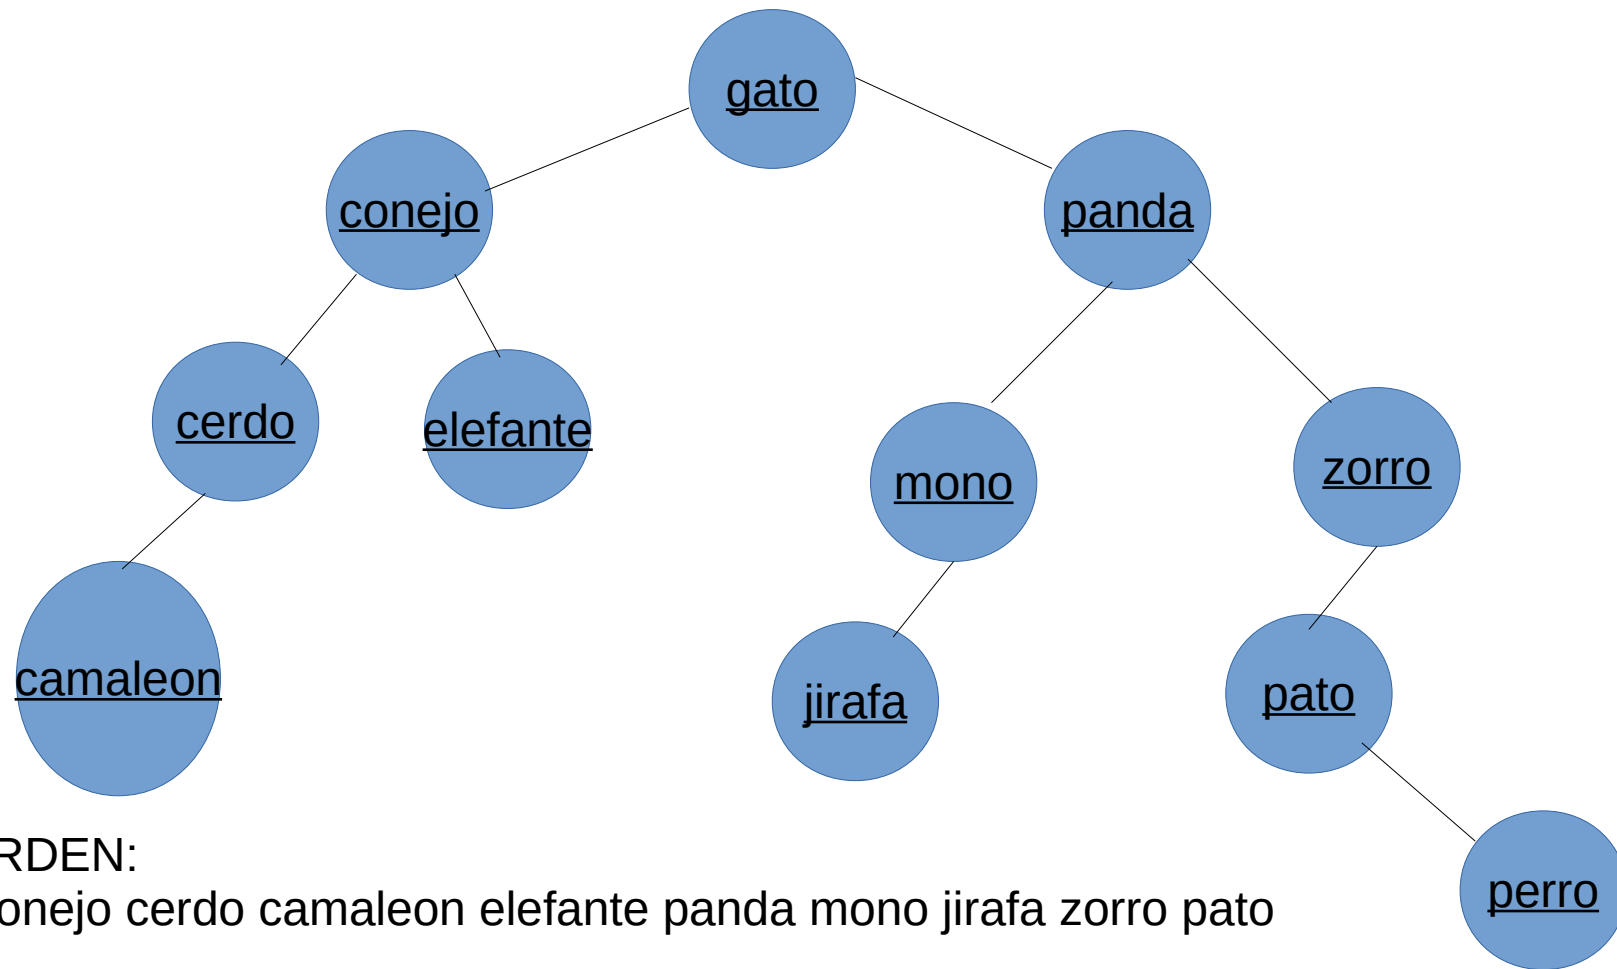 gato
conejo
panda
cerdo
elefante
mono
zorro
camaleon
jirafa
pato
perro
RDEN:
onejo cerdo camaleon elefante panda mono jirafa zorro pato